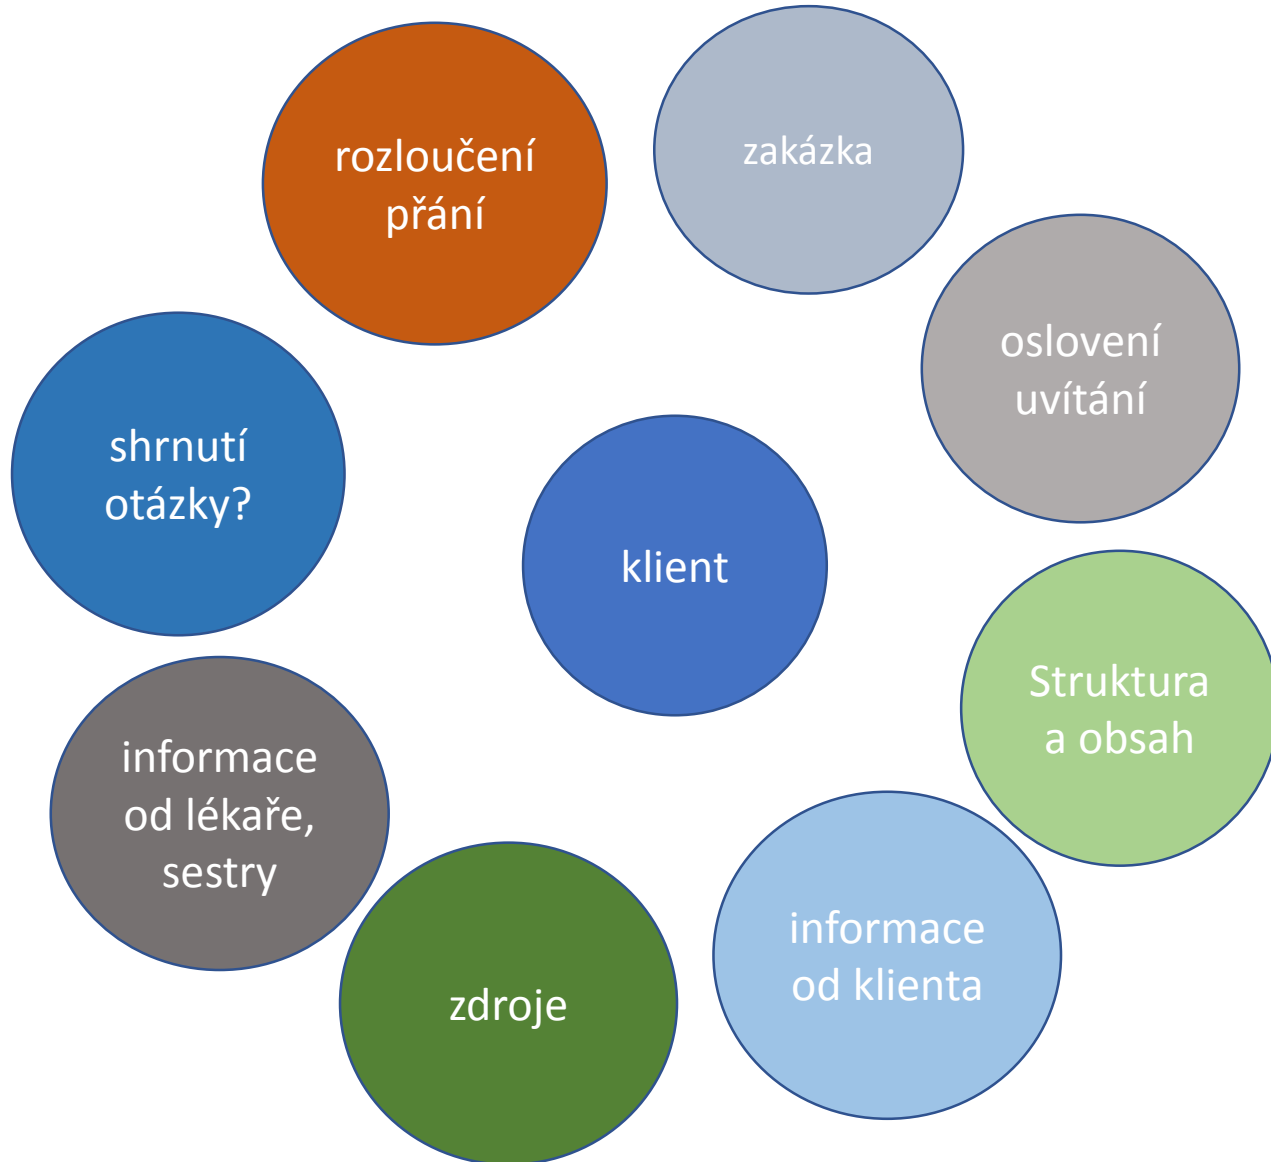 rozloučení
přání
zakázka
oslovení
uvítání
shrnutí
otázky?
klient
Struktura
a obsah
informace
od lékaře,
sestry
informace
od klienta
zdroje